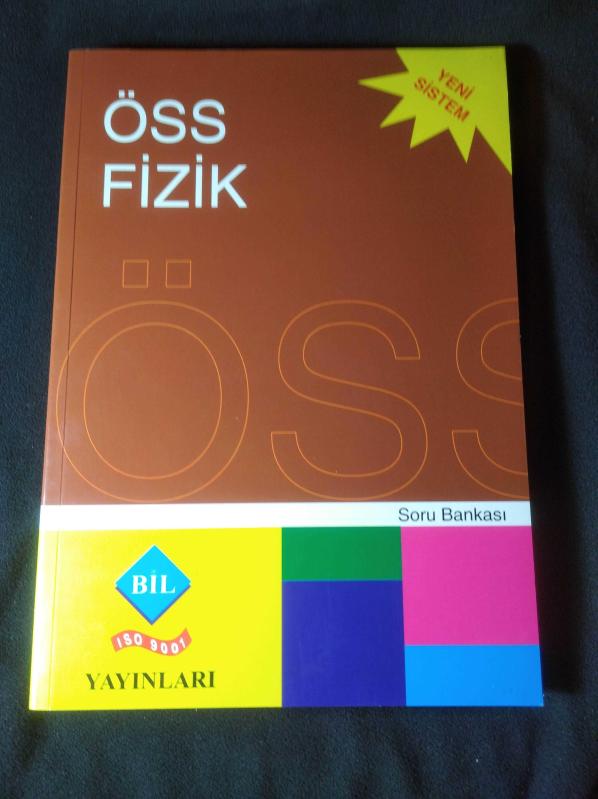 ÖSS
FİZİK
YENİ
SİSTEM
ÖSS
Soru Bankası
BİL
ISO 9001
YAYINLARI